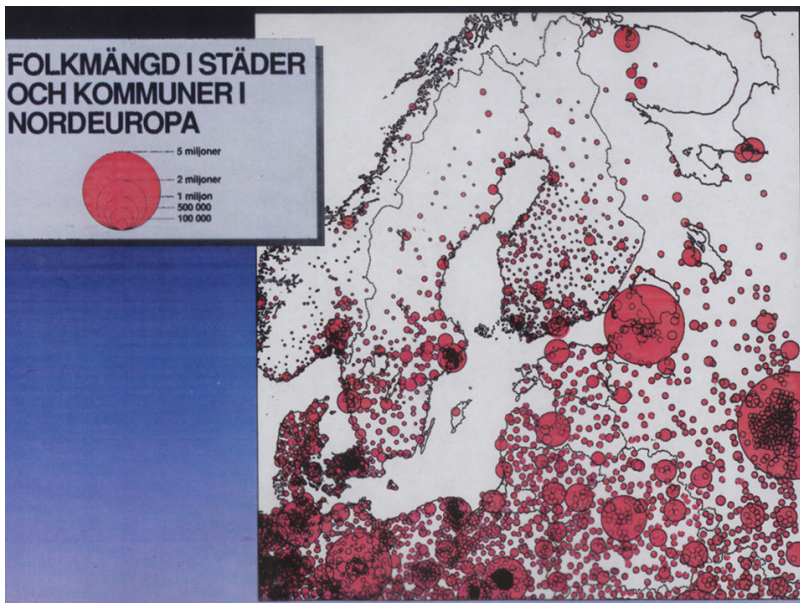 FOLKMÄNGD I STÄDER
OCH KOMMUNER I
NORDEUROPA
5 miljoner
2 miljoner
1 miljon
500 000
100 000